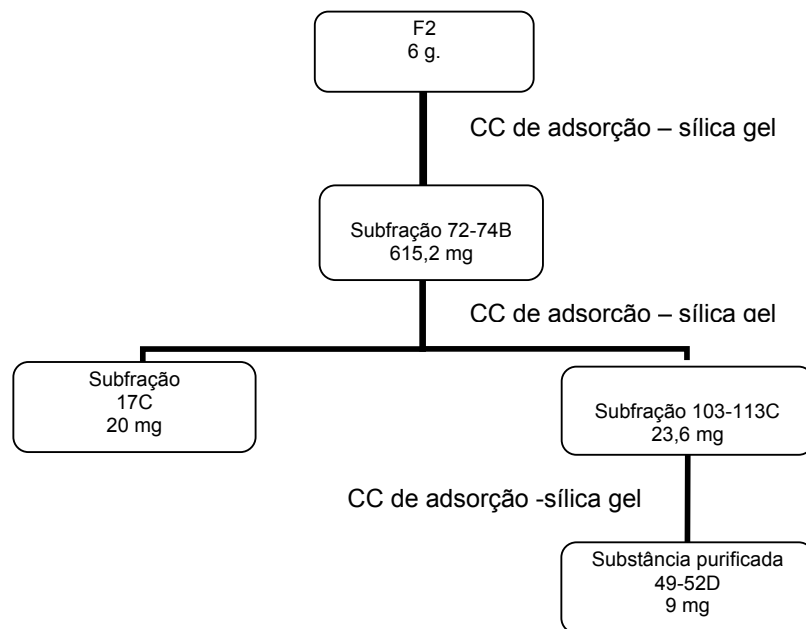 F2
6 g.
CC de adsorção – sílica gel
Subfração 72-74B
615,2 mg
CC de adsorção – sílica gel
Subfração
17C
20 mg
Subfração 103-113C
23,6 mg
CC de adsorção -sílica gel
Substância purificada
49-52D
9 mg